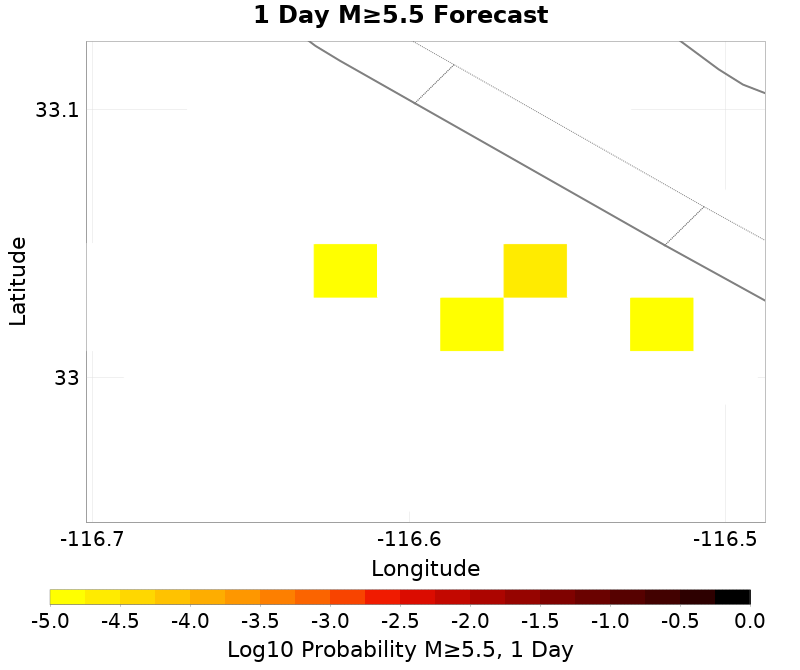 1 Day M≥5.5 Forecast
33.1
33
Latitude
-116.7 -116.6 -116.5
Longitude
-5.0 -4.5 -4.0 -3.5 -3.0 -2.5 -2.0 -1.5 -1.0 -0.5 0.0
Log10 Probability M≥5.5, 1 Day